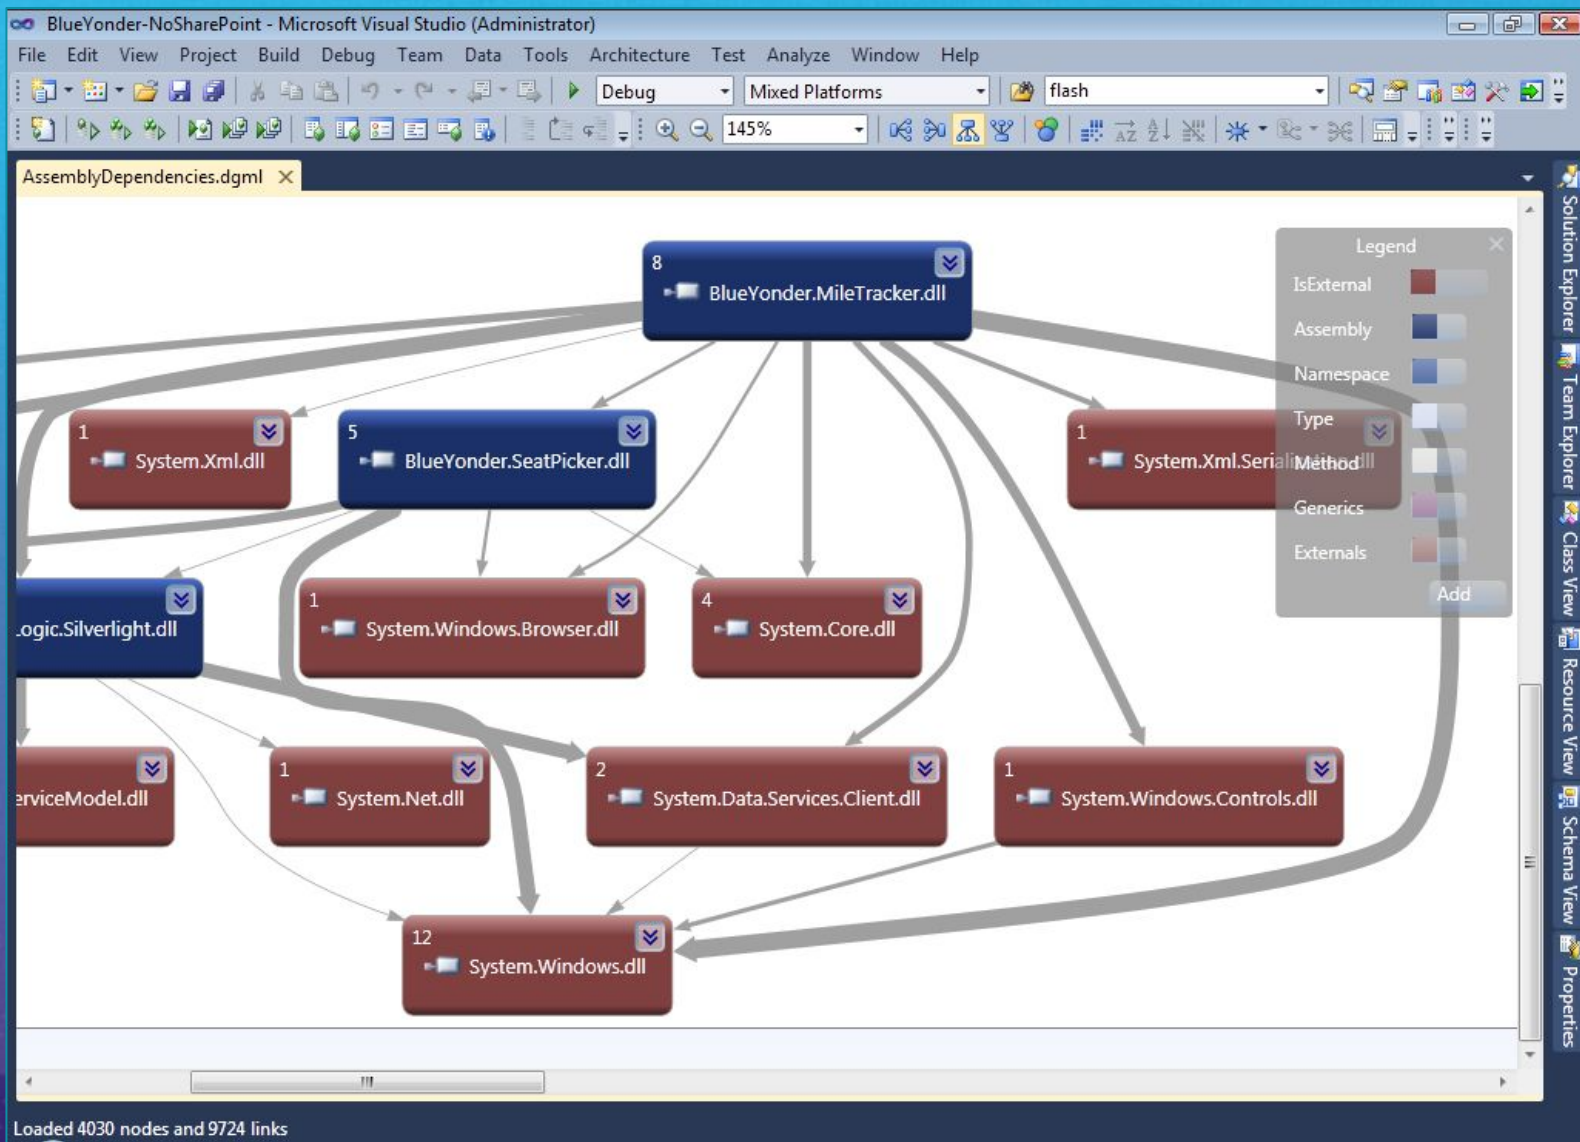 BlueYonder-NoSharePoint - Microsoft Visual Studio (Administrator)
File Edit View Project Build Debug Team Data Tools Architecture Test Analyze Window Help
Debug Mixed Platforms flash
145%
AssemblyDependencies.dgml
8
BlueYonder.MileTracker.dll
Legend
IsExternal
Assembly
Namespace
Type
Method
Generics
Externals
Add
1
System.Xml.dll
5
BlueYonder.SeatPicker.dll
1
System.Xml.Serialization.dll
.ogic.Silverlight.dll
1
System.Windows.Browser.dll
4
System.Core.dll
erviceModel.dll
1
System.Net.dll
2
System.Data.Services.Client.dll
1
System.Windows.Controls.dll
12
System.Windows.dll
Solution Explorer
Team Explorer
Class View
Resource View
Schema View
Properties
Loaded 4030 nodes and 9724 links